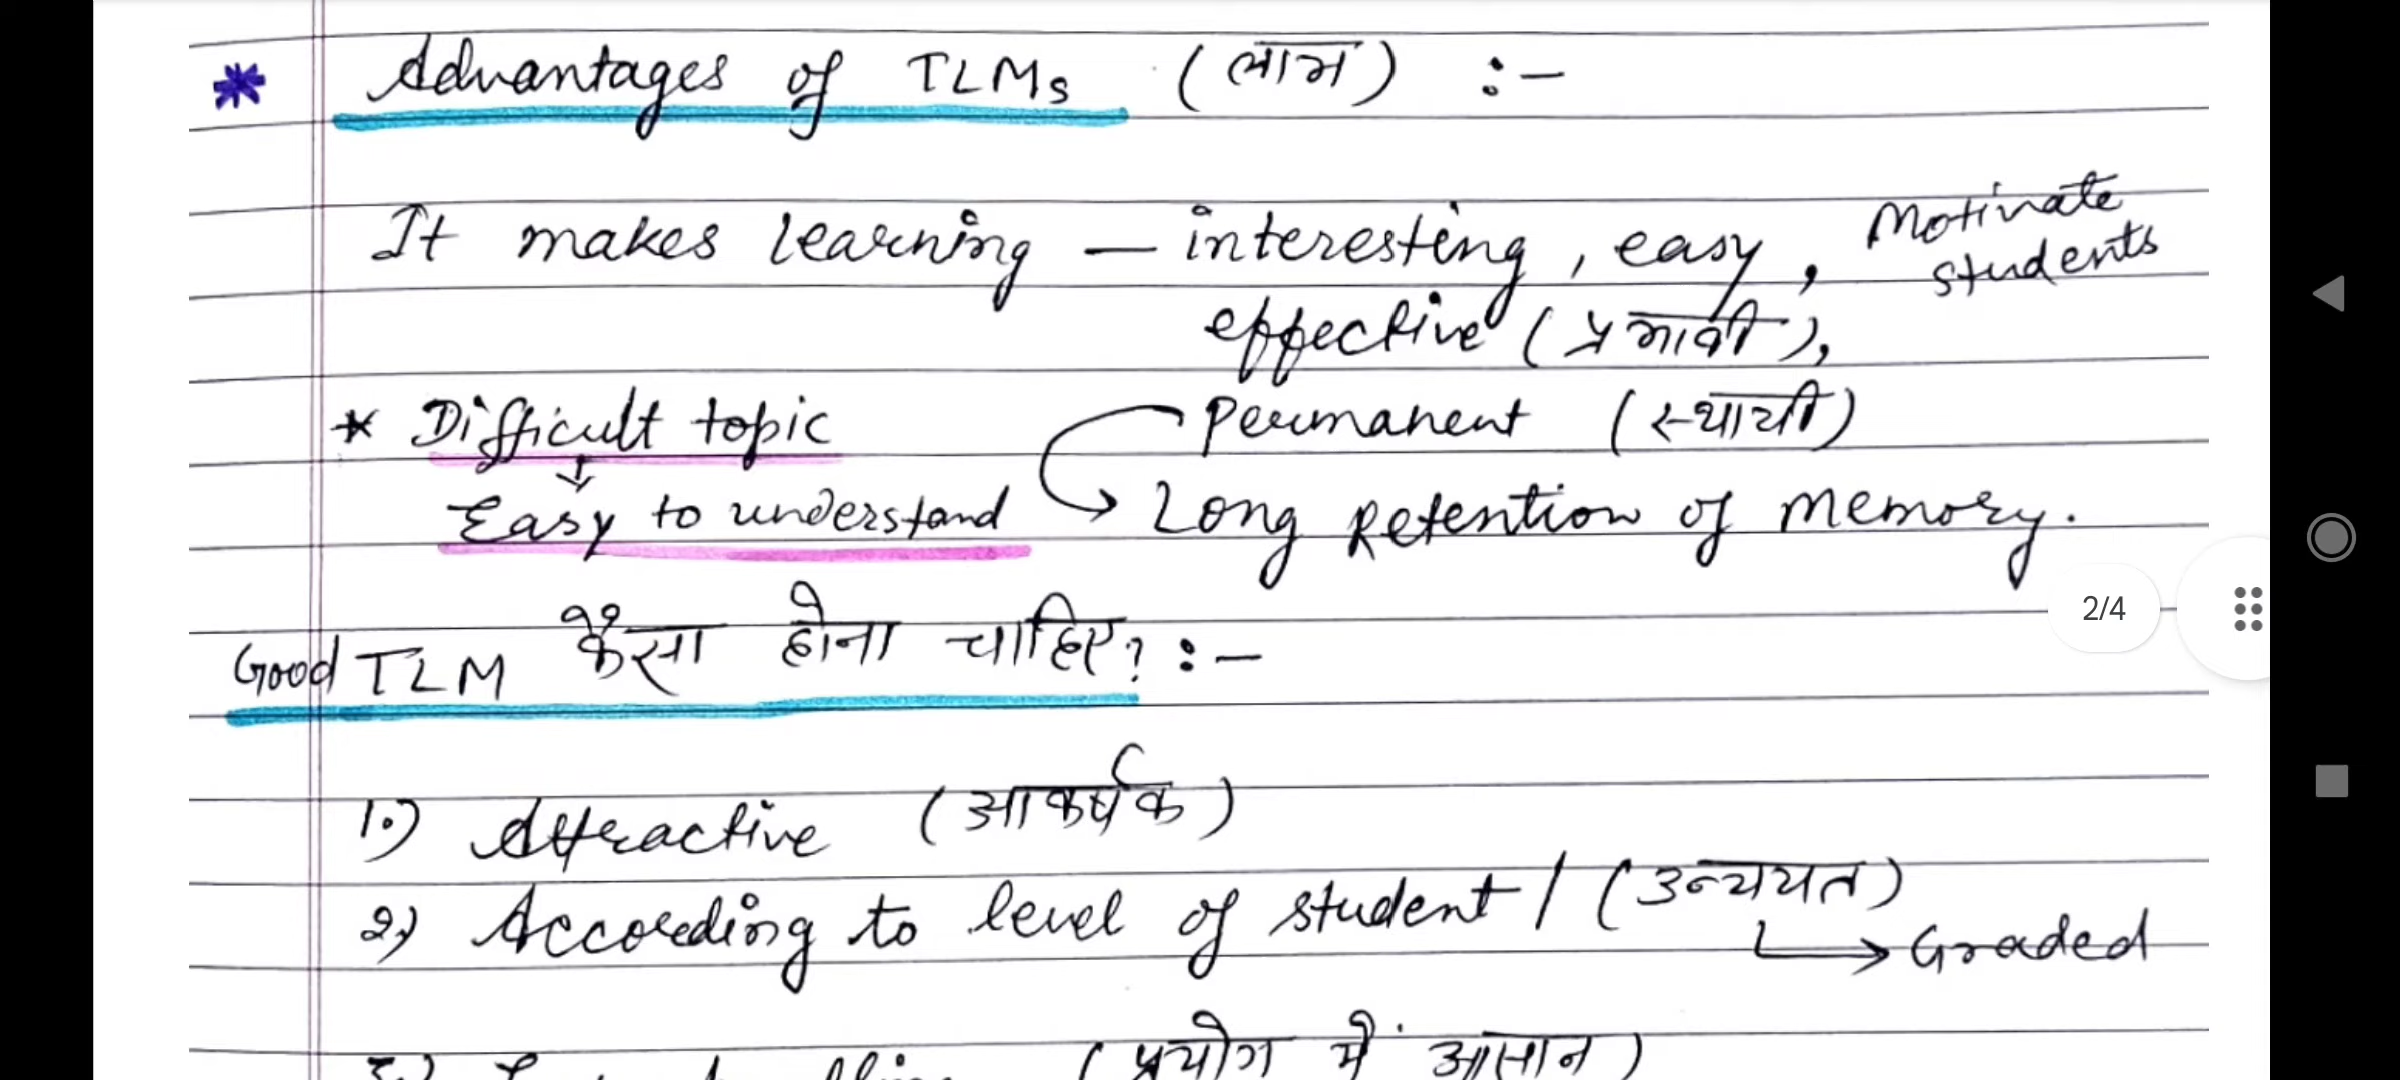 * Advantages of TLMs (लाभ) :-
It makes learning — interesting, easy, Motivate students
effective (प्रभावी),
Permanent (स्थायी)
* Difficult topic
↓
Easy to understand → Long Retention of Memory.
2/4
Good TLM कैसा होना चाहिए? :-
1.) Attractive (आकर्षक)
2) According to level of student / (उन्ययत)
→ Graded
(प्रयोग में आसान)